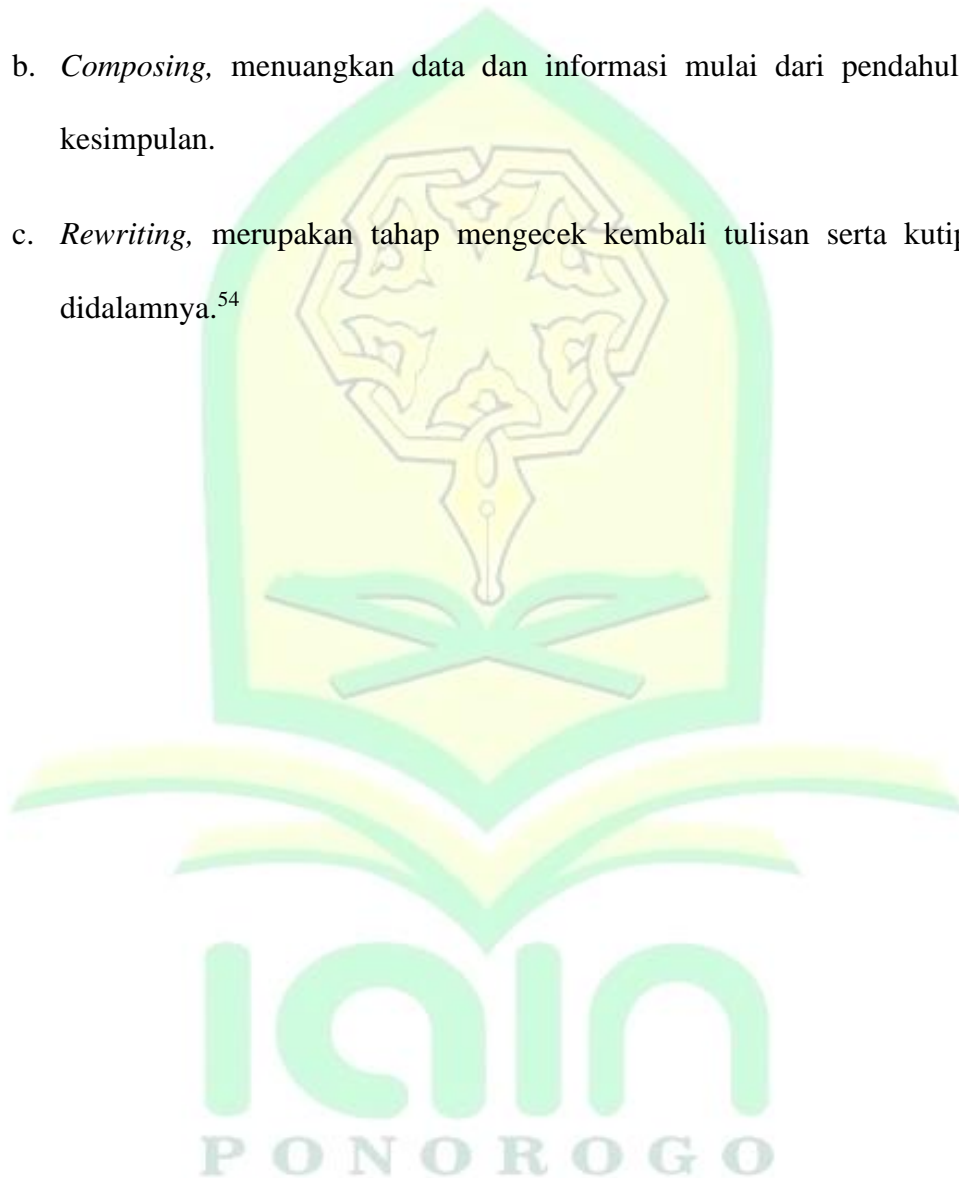 b. Composing, menuangkan data dan informasi mulai dari pendahul
kesimpulan.
c. Rewriting, merupakan tahap mengecek kembali tulisan serta kutip
didalamnya.54
iain
PONOROGO